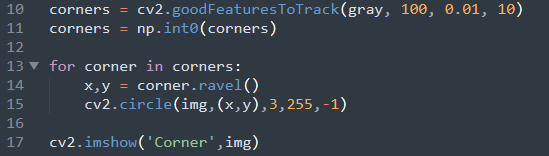 10 corners = cv2.goodFeaturesToTrack(gray, 100, 0.01, 10)
11 corners = np.int0(corners)
12
13 for corner in corners:
14     x,y = corner.ravel()
15     cv2.circle(img,(x,y),3,255,-1)
16
17 cv2.imshow('Corner',img)